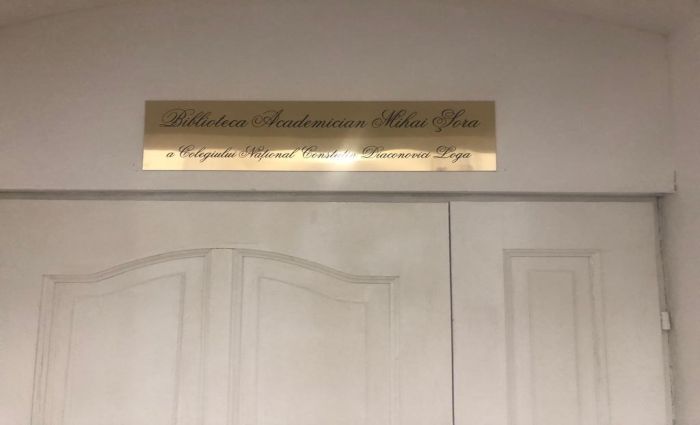 Biblioteca Academician Mihai Șora
a Colegiului Național Constantin Diaconovici Loga